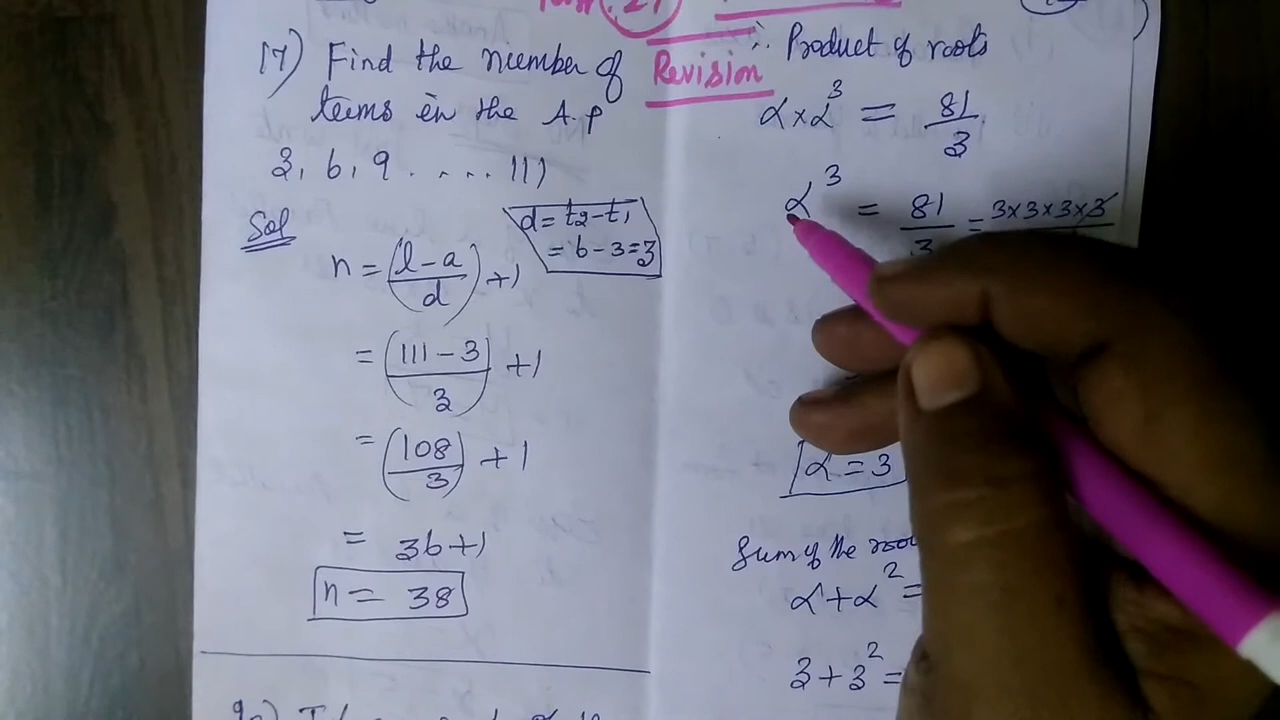 17) Find the number of
terms in the A.p
3, 6, 9 ..... 111
Sol
d = t2 - t1
= 6 - 3 = 3
n = (l - a / d) + 1
= (111 - 3 / 3) + 1
= (108 / 3) + 1
= 36 + 1
n = 38
Revision
∴ Product of roots
α × α³ = 81/3
α³ = 81/3 = 3×3×3×3
α = 3
Sum of the
α + α² =
3 + 3² =